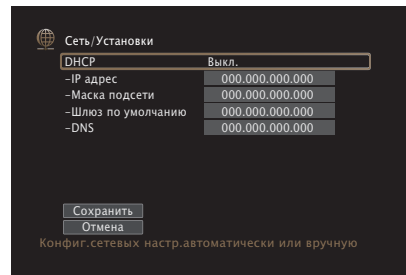 Сеть/Установки
DHCP Выкл.
-IP адрес 000.000.000.000
-Маска подсети 000.000.000.000
-Шлюз по умолчанию 000.000.000.000
-DNS 000.000.000.000
Сохранить
Отмена
Конфиг.сетевых настр.автоматически или вручную